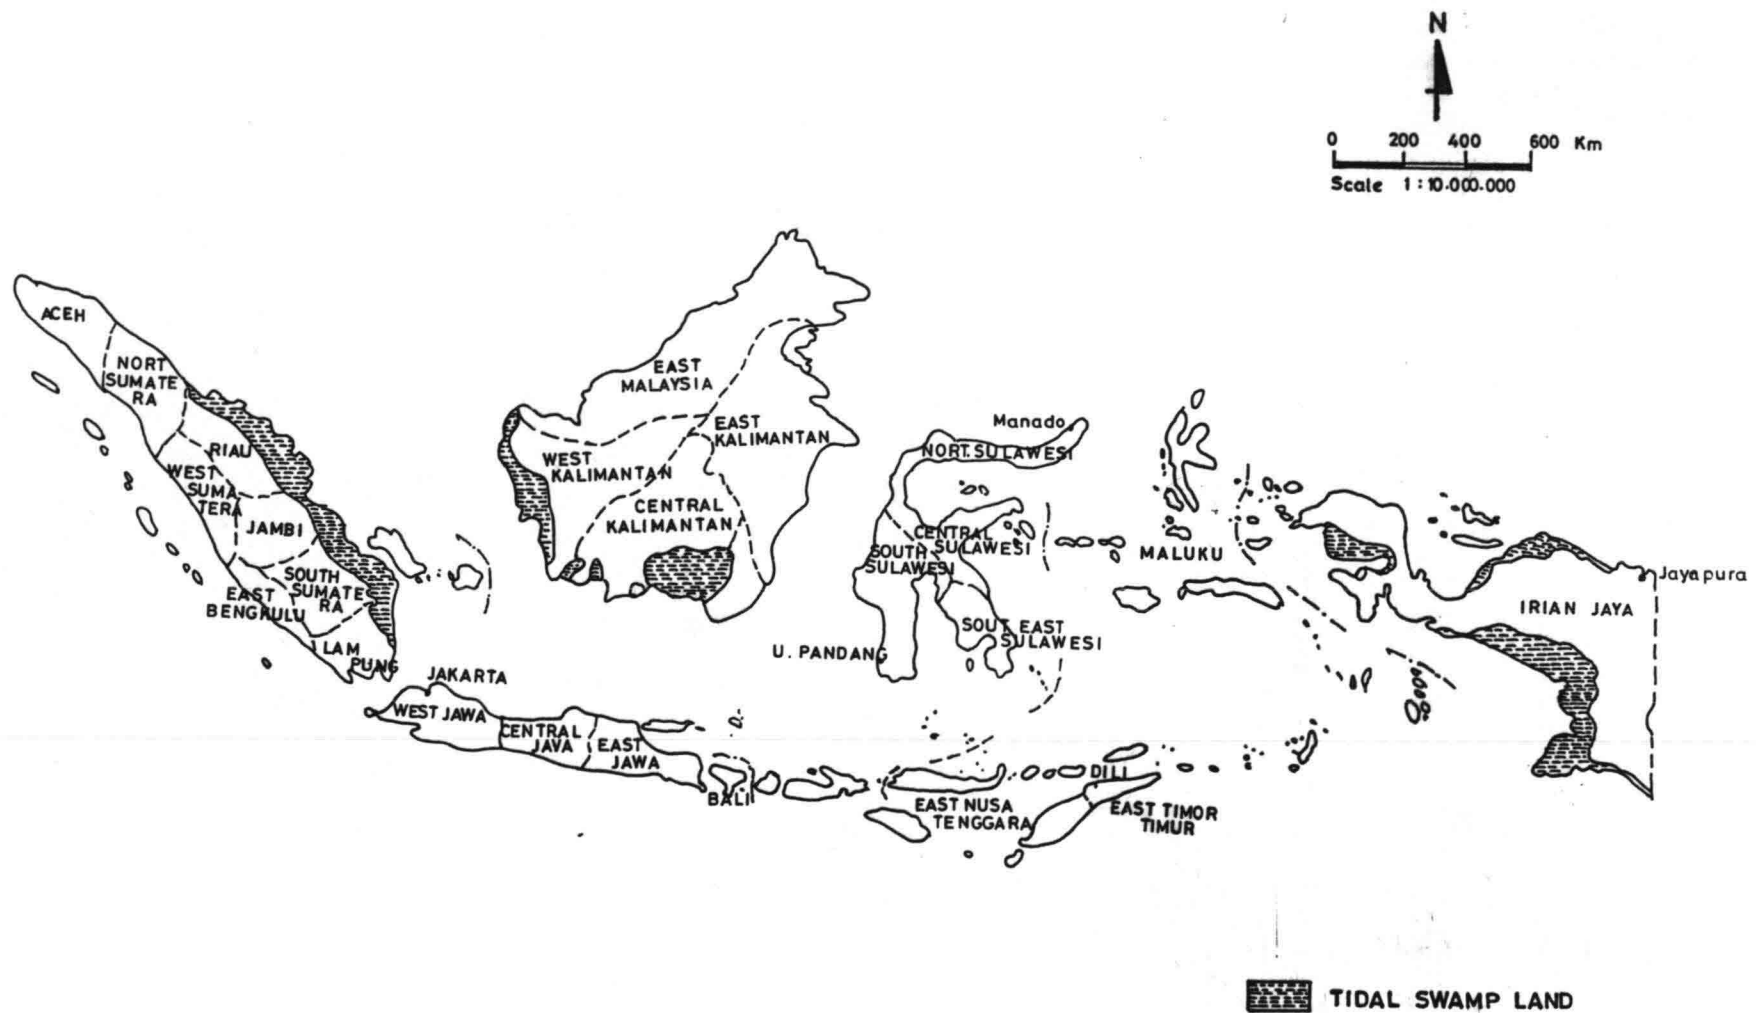 N
0 200 400 600 Km
Scale 1 : 10.000.000
ACEH
NORT
SUMATE
RA
RIAU
WEST
SUMA
TERA
JAMBI
SOUTH
SUMATE
RA
EAST
BENGKULU
LAM
PUNG
EAST
MALAYSIA
EAST
KALIMANTAN
WEST
KALIMANTAN
CENTRAL
KALIMANTAN
Manado
NORT.SULAWESI
CENTRAL
SULAWESI
SOUTH
SULAWESI
SOUT EAST
SULAWESI
U. PANDANG
MALUKU
Jayapura
IRIAN JAYA
JAKARTA
WEST JAWA
CENTRAL
JAVA
EAST
JAWA
BALI
EAST NUSA
TENGGARA
DILI
EAST TIMOR
TIMUR
TIDAL SWAMP LAND